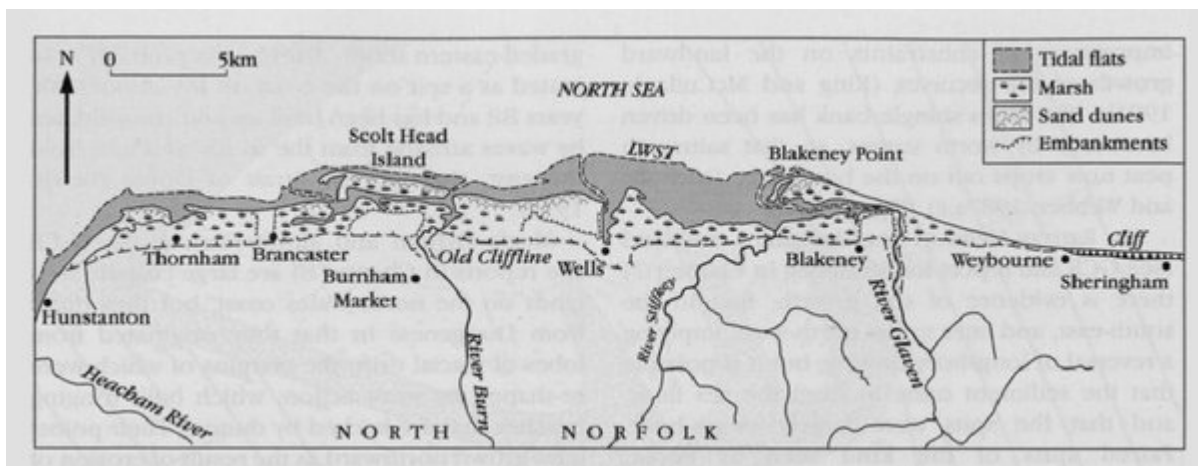 N
0 5km
NORTH SEA
Tidal flats
Marsh
Sand dunes
Embankments
Scolt Head
Island
LWST
Blakeney Point
Thornham
Brancaster
Old Cliffline
Wells
Blakeney
Weybourne
Cliff
Sheringham
Burnham
Market
Hunstanton
River Stiffkey
River Glaven
River Burn
Heacham River
NORTH NORFOLK